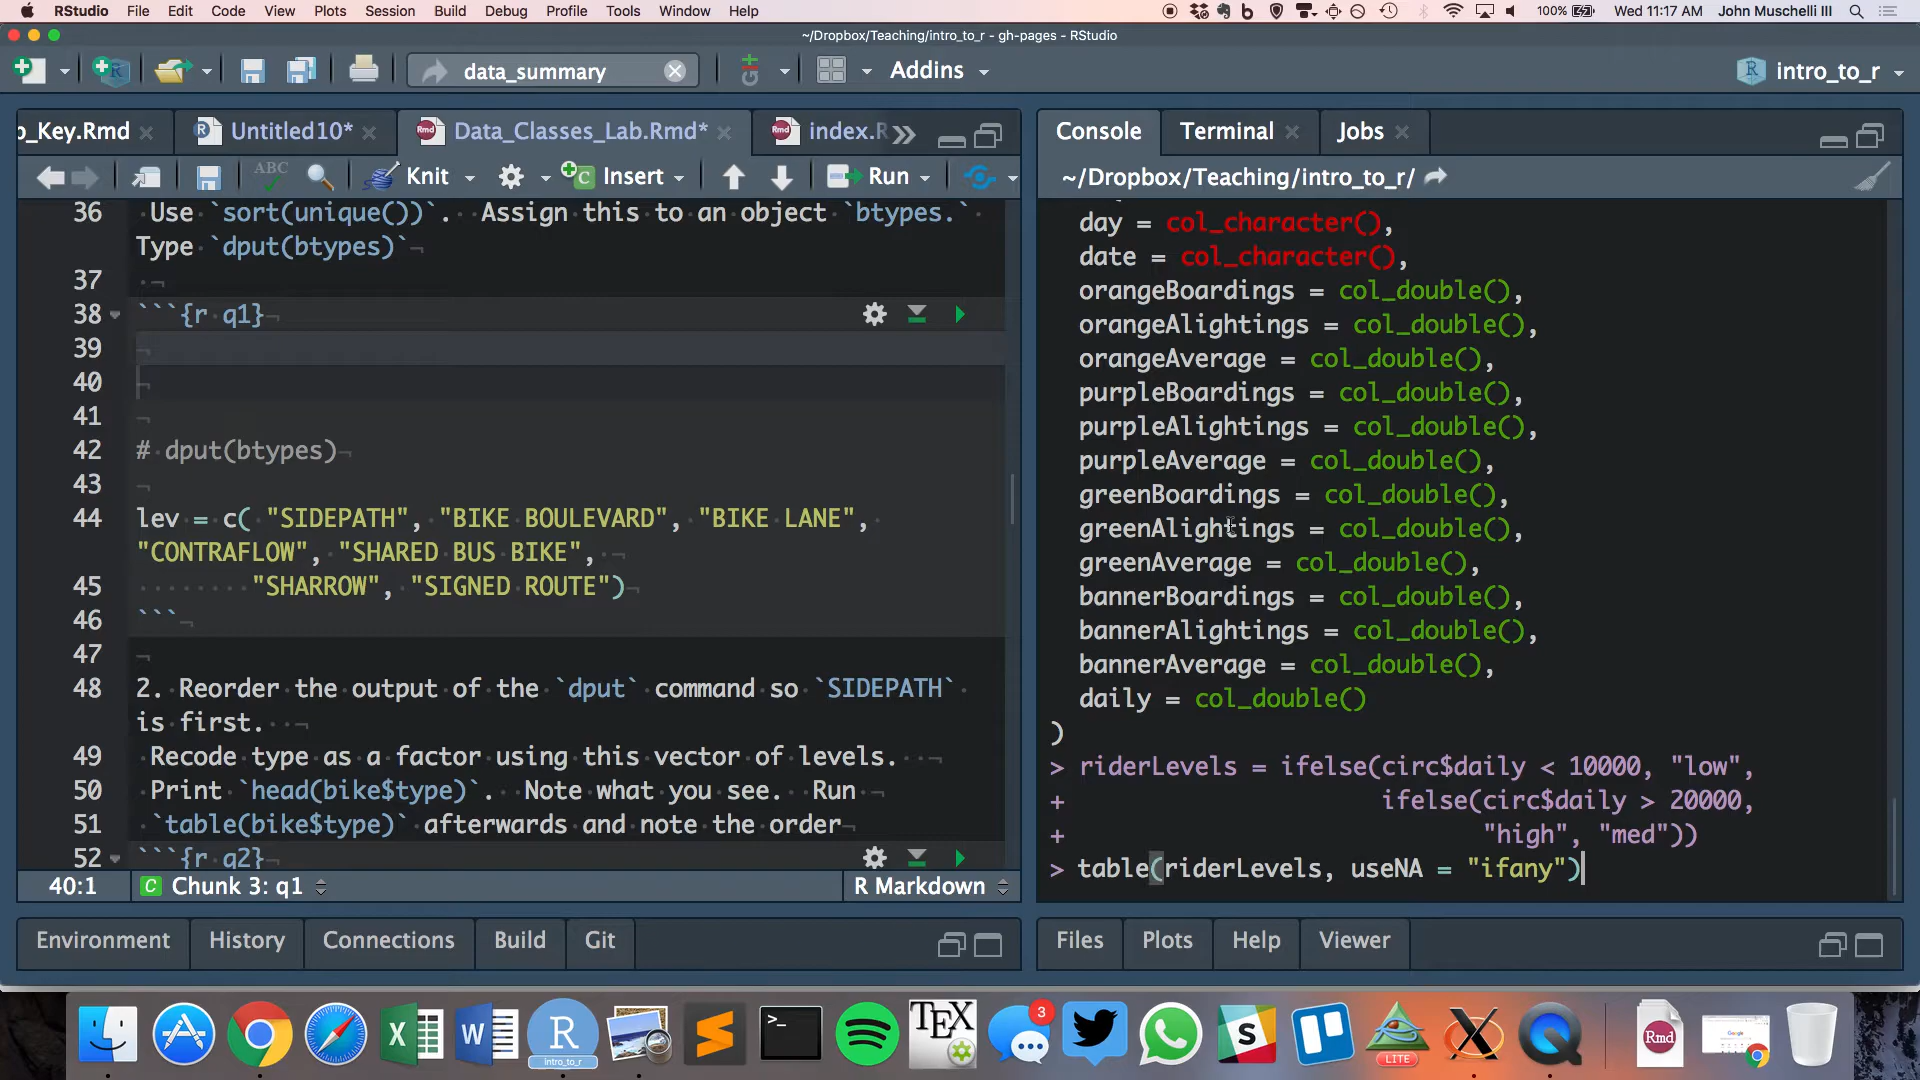 RStudio File Edit Code View Plots Session Build Debug Profile Tools Window Help 100% Wed 11:17 AM John Muschelli III
~/Dropbox/Teaching/intro_to_r - gh-pages - RStudio
data_summary Addins intro_to_r
p_Key.Rmd Untitled10* Data_Classes_Lab.Rmd* index.R
ABC Knit Insert Run
36 Use `sort(unique())`. Assign this to an object `btypes.`
Type `dput(btypes)`
37
38 ```{r q1}
39
40
41
42 # dput(btypes)
43
44 lev = c( "SIDEPATH", "BIKE BOULEVARD", "BIKE LANE",
"CONTRAFLOW", "SHARED BUS BIKE",
45 "SHARROW", "SIGNED ROUTE")
46 ```
47
48 2. Reorder the output of the `dput` command so `SIDEPATH`
is first.
49 Recode type as a factor using this vector of levels.
50 Print `head(bike$type)`. Note what you see. Run
51 `table(bike$type)` afterwards and note the order
52 ```{r q2}
40:1 C Chunk 3: q1 R Markdown
Environment History Connections Build Git
Console Terminal Jobs
~/Dropbox/Teaching/intro_to_r/
day = col_character(),
date = col_character(),
orangeBoardings = col_double(),
orangeAlightings = col_double(),
orangeAverage = col_double(),
purpleBoardings = col_double(),
purpleAlightings = col_double(),
purpleAverage = col_double(),
greenBoardings = col_double(),
greenAlightings = col_double(),
greenAverage = col_double(),
bannerBoardings = col_double(),
bannerAlightings = col_double(),
bannerAverage = col_double(),
daily = col_double()
)
> riderLevels = ifelse(circ$daily < 10000, "low",
+ ifelse(circ$daily > 20000,
+ "high", "med"))
> table(riderLevels, useNA = "ifany")
Files Plots Help Viewer
R
intro_to_r
TEX
3
LITE
Rmd
Google